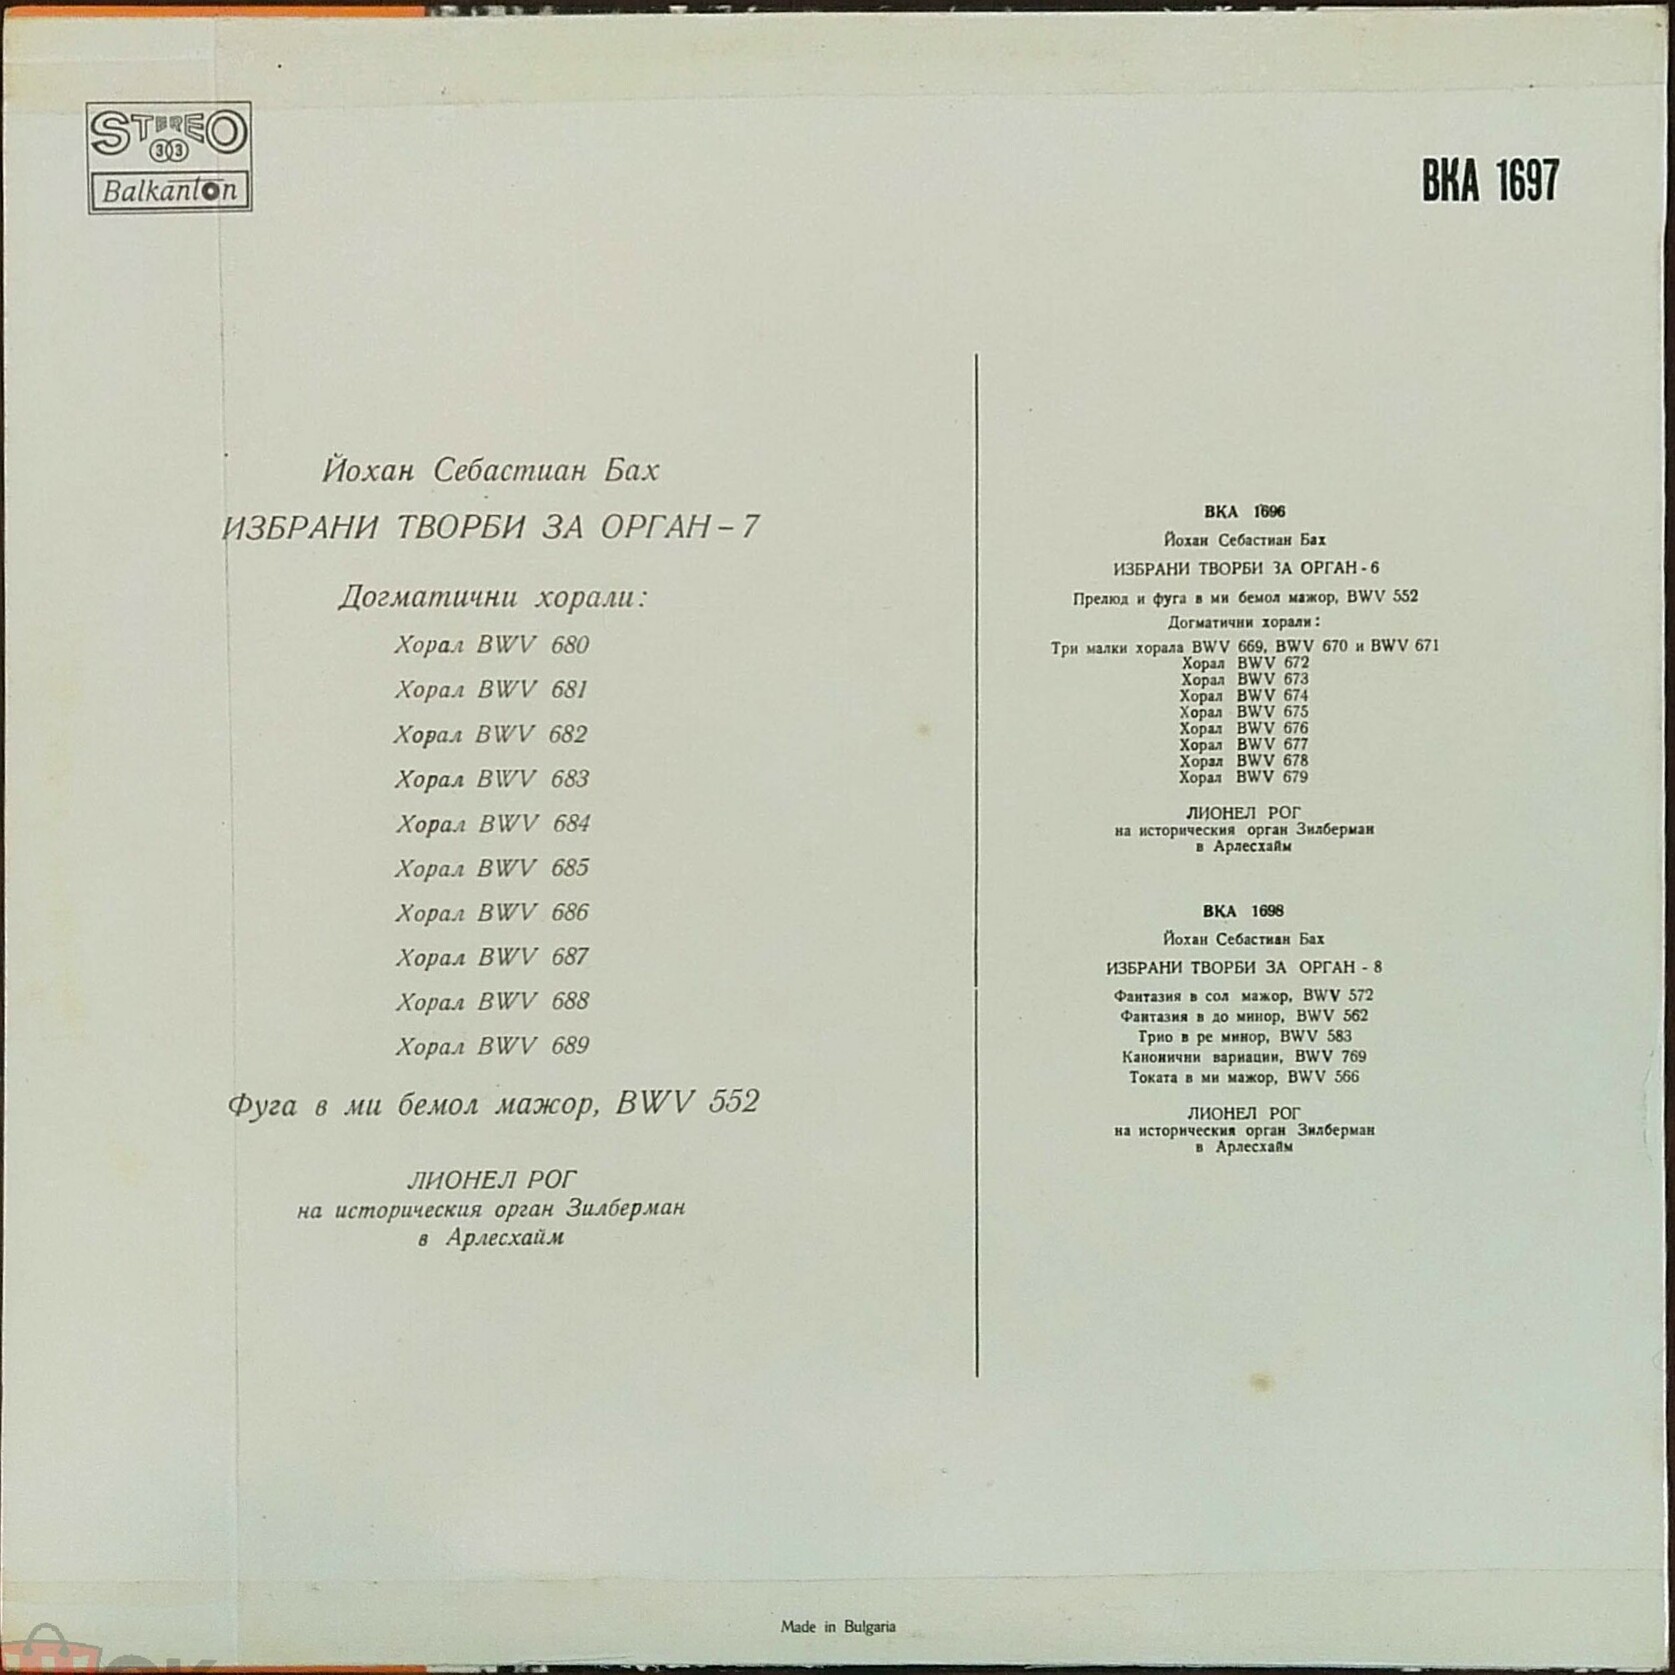 STEREO
33
Balkanton
ВКА 1697
Йохан Себастиан Бах
ИЗБРАНИ ТВОРБИ ЗА ОРГАН – 7
Догматични хорали:
Хорал BWV 680
Хорал BWV 681
Хорал BWV 682
Хорал BWV 683
Хорал BWV 684
Хорал BWV 685
Хорал BWV 686
Хорал BWV 687
Хорал BWV 688
Хорал BWV 689
Фуга в ми бемол мажор, BWV 552
ЛИОНЕЛ РОГ
на историческия орган Зилберман
в Арлесхайм
ВКА 1696
Йохан Себастиан Бах
ИЗБРАНИ ТВОРБИ ЗА ОРГАН - 6
Прелюд и фуга в ми бемол мажор, BWV 552
Догматични хорали:
Три малки хорала BWV 669, BWV 670 и BWV 671
Хорал BWV 672
Хорал BWV 673
Хорал BWV 674
Хорал BWV 675
Хорал BWV 676
Хорал BWV 677
Хорал BWV 678
Хорал BWV 679
ЛИОНЕЛ РОГ
на историческия орган Зилберман
в Арлесхайм
ВКА 1698
Йохан Себастиан Бах
ИЗБРАНИ ТВОРБИ ЗА ОРГАН - 8
Фантазия в сол мажор, BWV 572
Фантазия в до минор, BWV 562
Трио в ре минор, BWV 583
Канонични вариации, BWV 769
Токата в ми мажор, BWV 566
ЛИОНЕЛ РОГ
на историческия орган Зилберман
в Арлесхайм
Made in Bulgaria